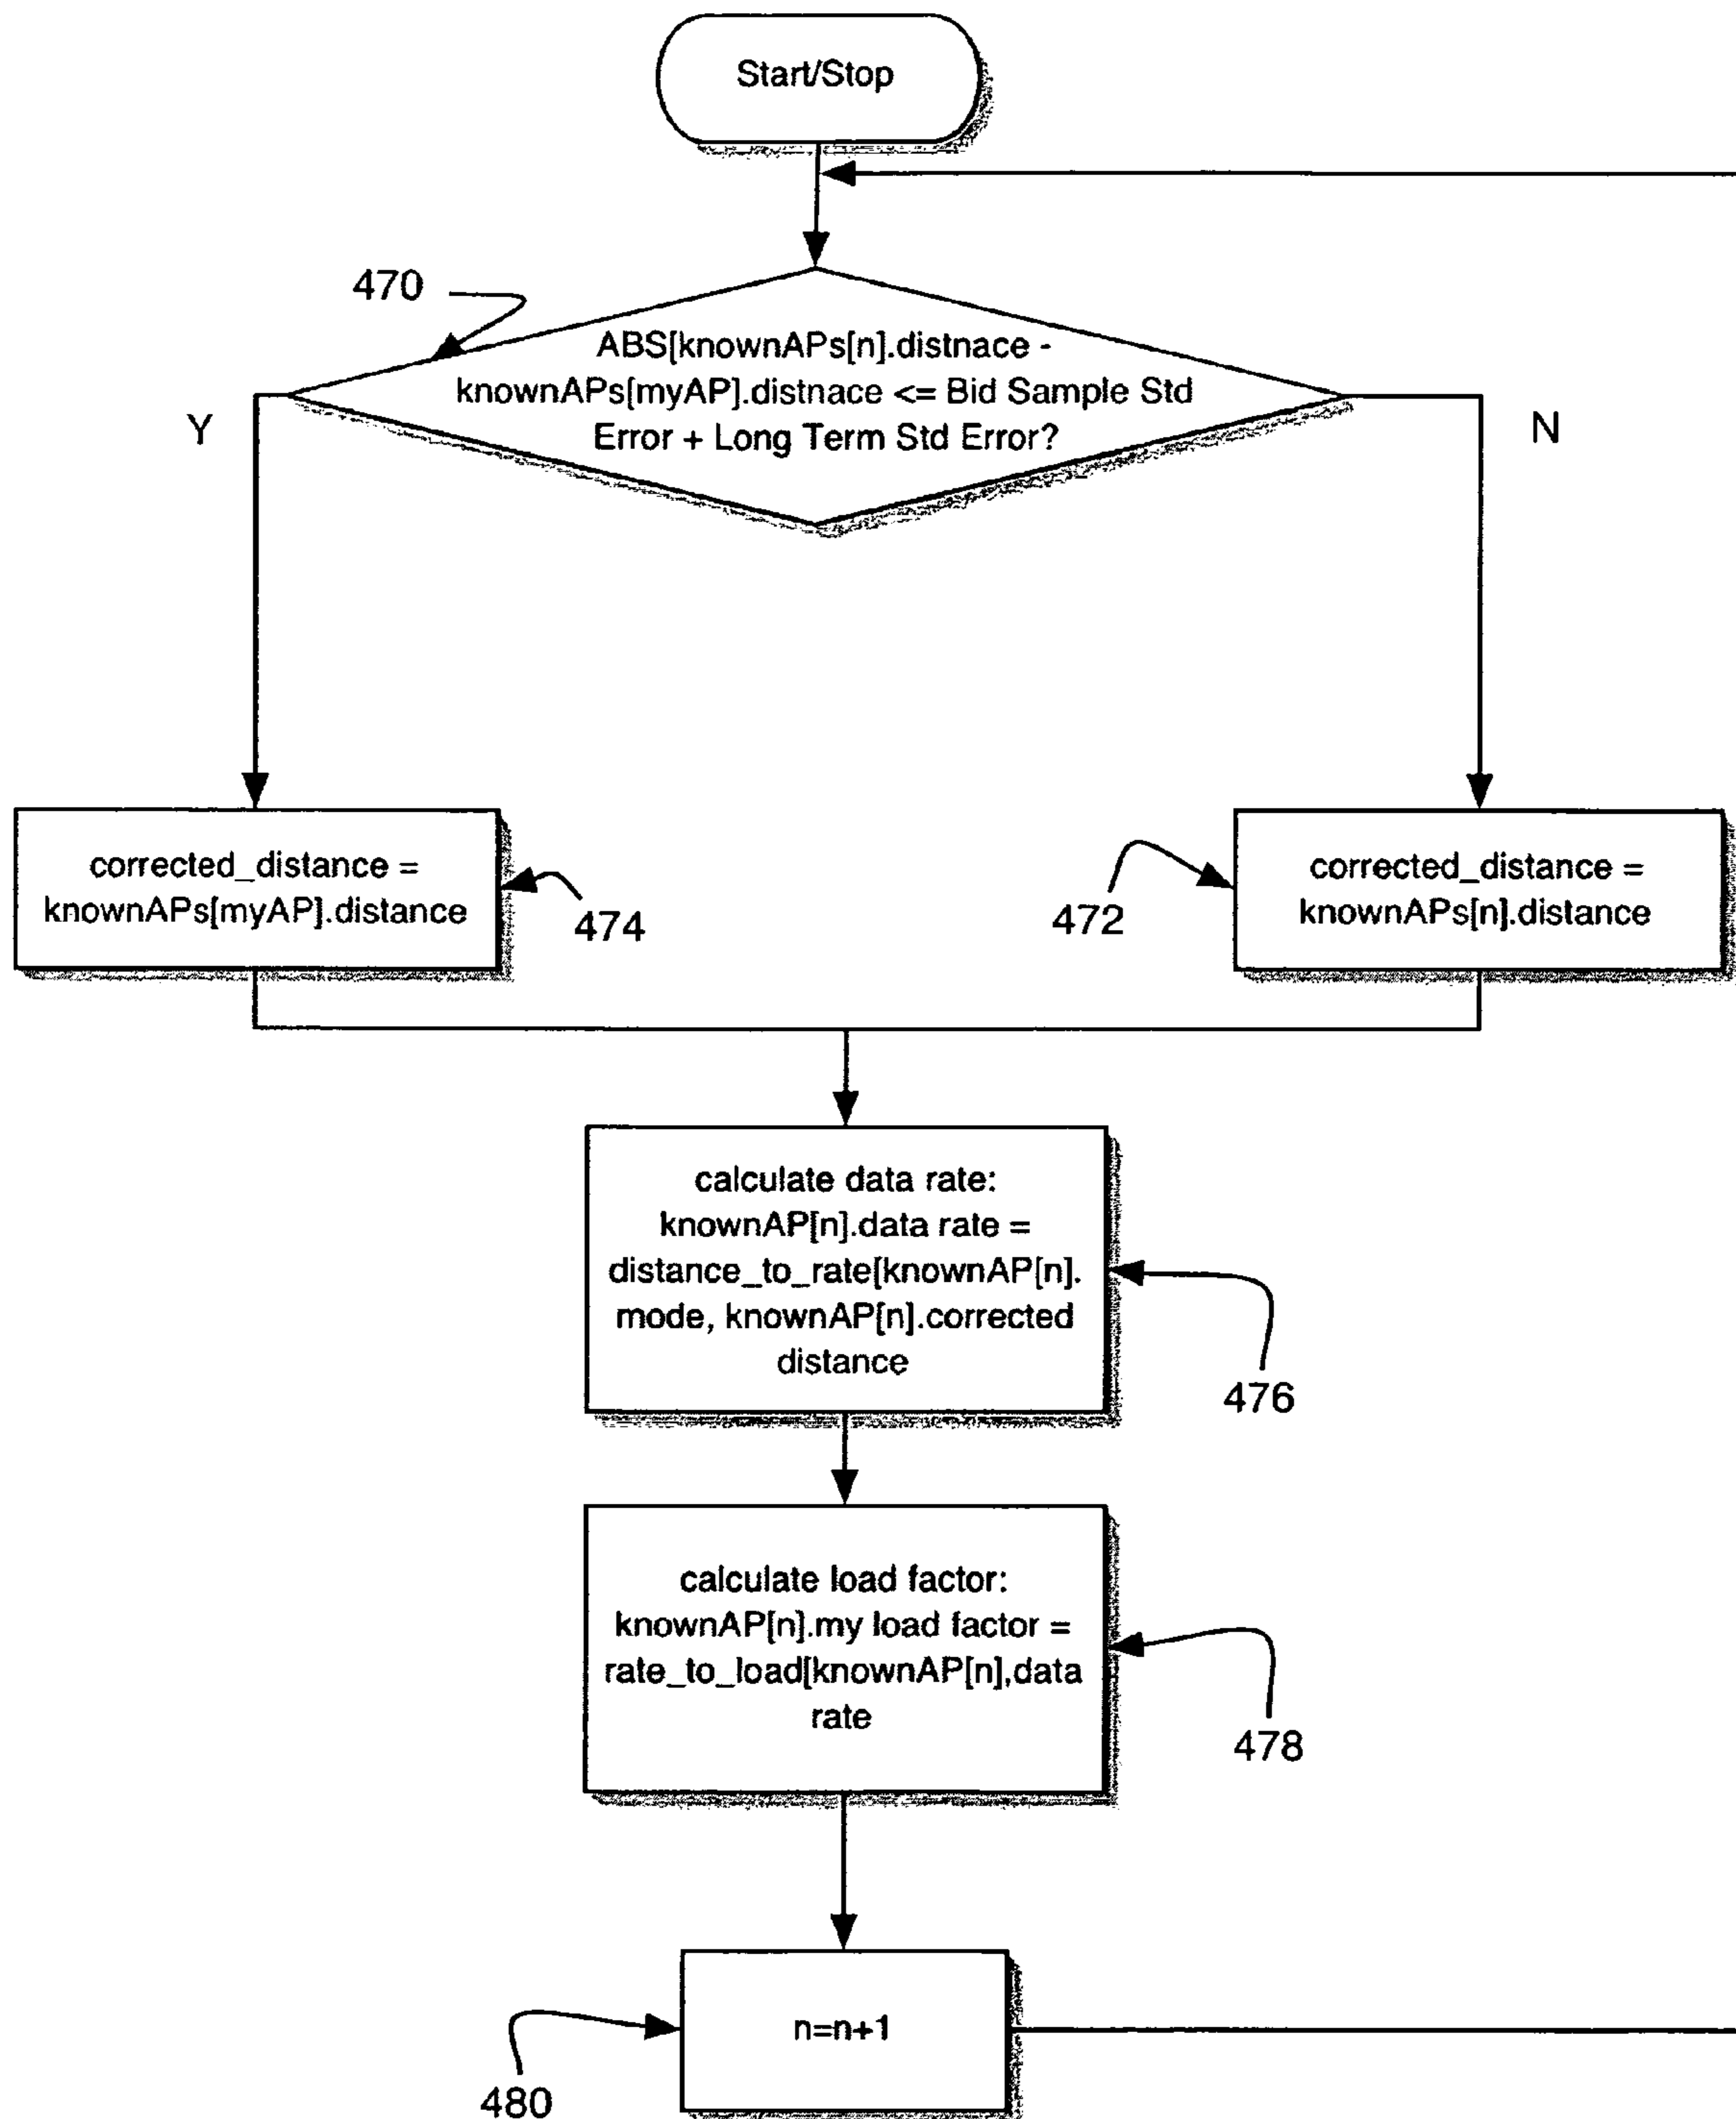 Start/Stop
470
ABS[knownAPs[n].distnace -
knownAPs[myAP].distnace <= Bid Sample Std
Error + Long Term Std Error?
Y
N
corrected_distance =
knownAPs[myAP].distance
474
472
corrected_distance =
knownAPs[n].distance
calculate data rate:
knownAP[n].data rate =
distance_to_rate[knownAP[n].
mode, knownAP[n].corrected
distance
476
calculate load factor:
knownAP[n].my load factor =
rate_to_load[knownAP[n],data
rate
478
n=n+1
480